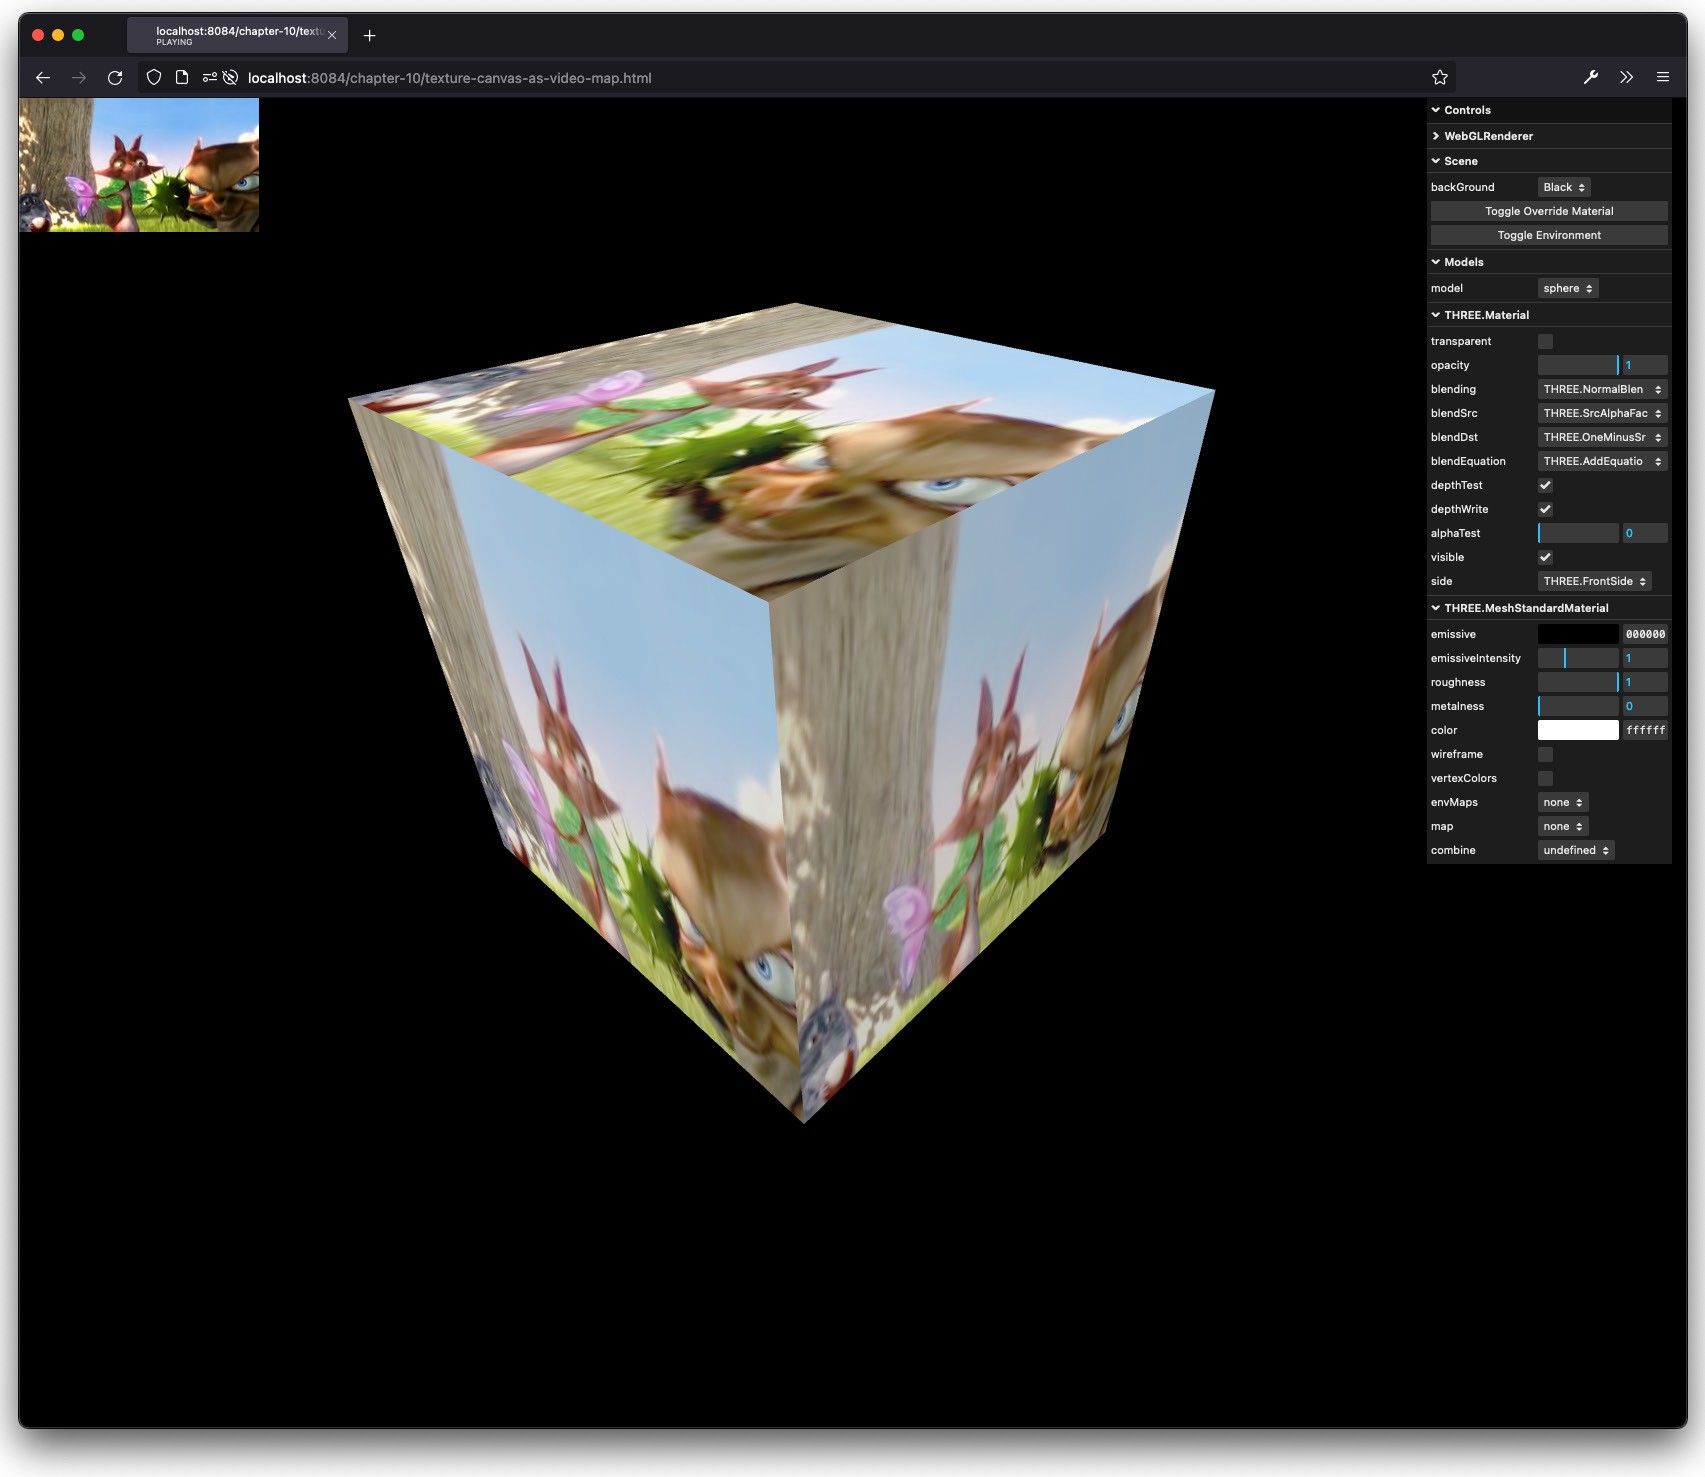 localhost:8084/chapter-10/textu
PLAYING
localhost:8084/chapter-10/texture-canvas-as-video-map.html
Controls
WebGLRenderer
Scene
backGround Black
Toggle Override Material
Toggle Environment
Models
model sphere
THREE.Material
transparent
opacity 1
blending THREE.NormalBlen
blendSrc THREE.SrcAlphaFac
blendDst THREE.OneMinusSr
blendEquation THREE.AddEquatio
depthTest
depthWrite
alphaTest 0
visible
side THREE.FrontSide
THREE.MeshStandardMaterial
emissive 000000
emissiveIntensity 1
roughness 1
metalness 0
color ffffff
wireframe
vertexColors
envMaps none
map none
combine undefined